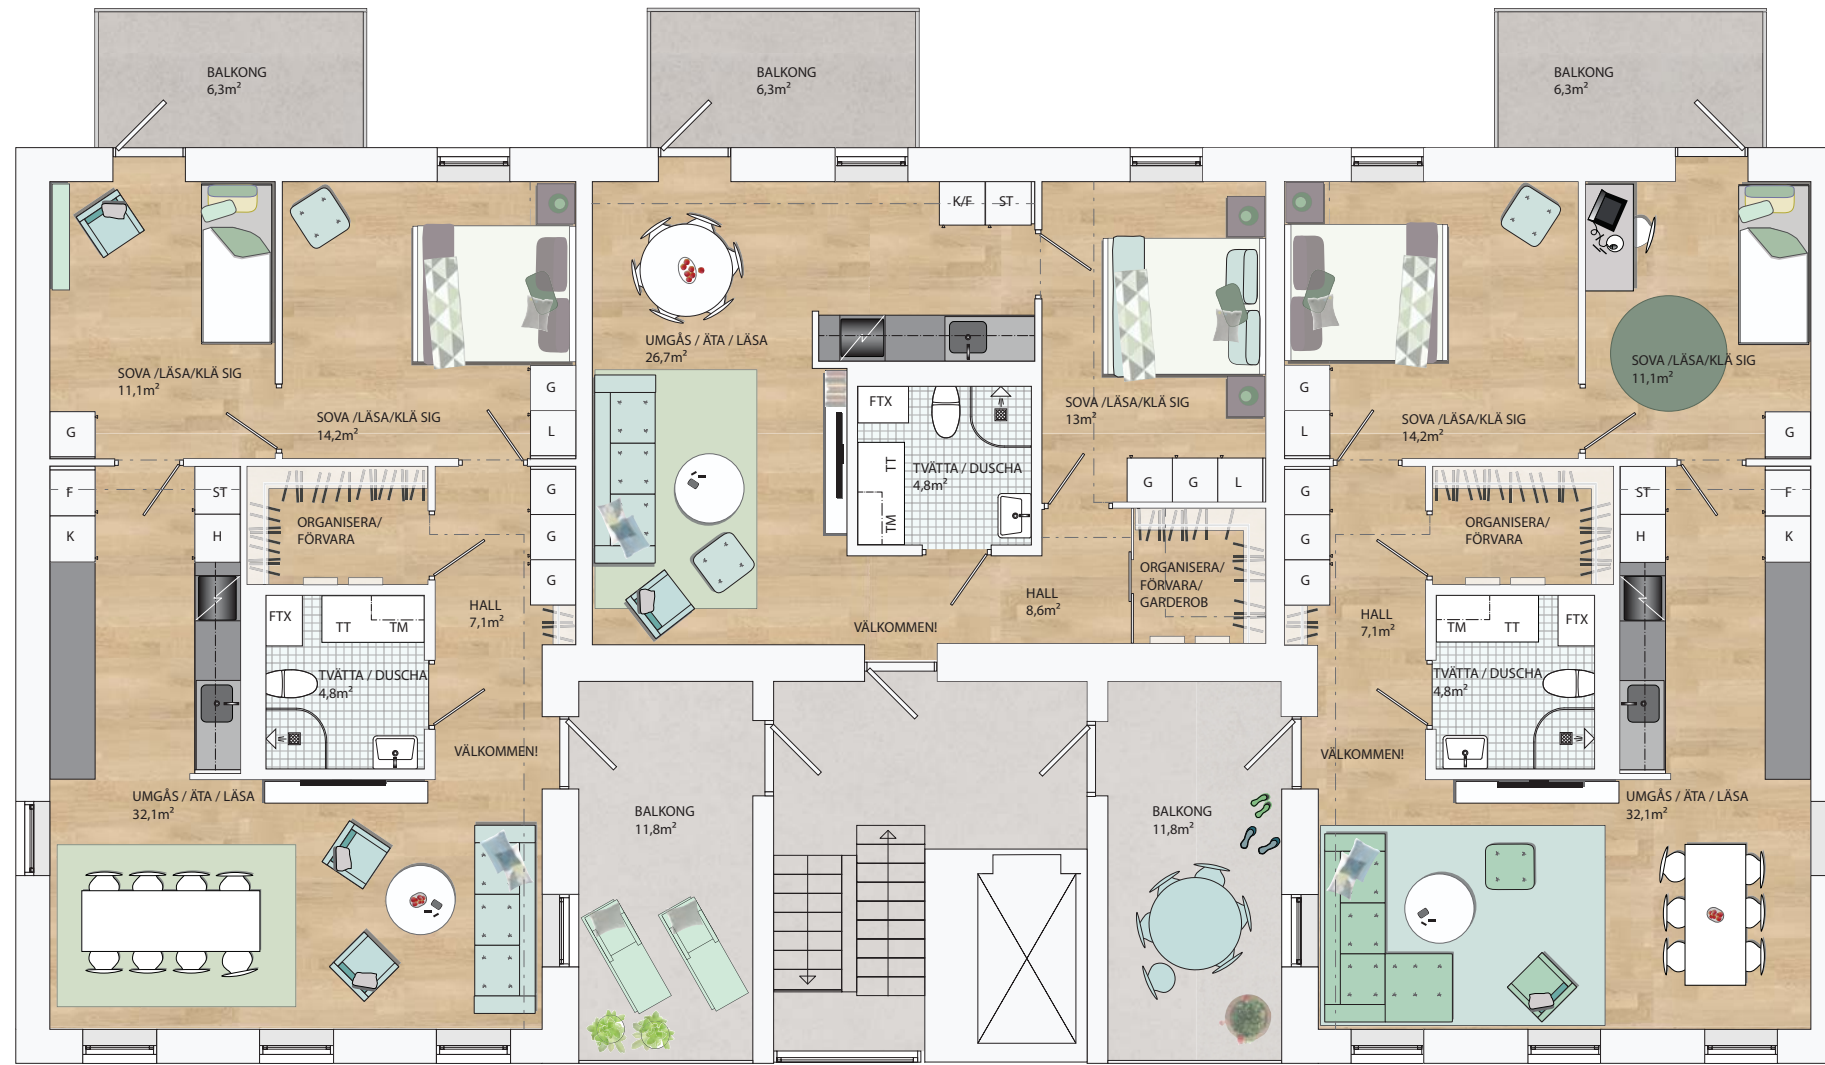 BALKONG
6,3m²
BALKONG
6,3m²
BALKONG
6,3m²
SOVA /LÄSA/KLÄ SIG
11,1m²
G
SOVA /LÄSA/KLÄ SIG
14,2m²
G
L
F
K
ST
H
ORGANISERA/
FÖRVARA
G
G
G
FTX
TT
TM
TVÄTTA / DUSCHA
4,8m²
HALL
7,1m²
VÄLKOMMEN!
UMGÅS / ÄTA / LÄSA
32,1m²
K/F
ST
UMGÅS / ÄTA / LÄSA
26,7m²
FTX
TT
TM
TVÄTTA / DUSCHA
4,8m²
SOVA /LÄSA/KLÄ SIG
13m²
G
G
L
ORGANISERA/
FÖRVARA/
GARDEROB
HALL
8,6m²
VÄLKOMMEN!
BALKONG
11,8m²
BALKONG
11,8m²
SOVA /LÄSA/KLÄ SIG
14,2m²
G
L
SOVA /LÄSA/KLÄ SIG
11,1m²
G
G
G
G
ORGANISERA/
FÖRVARA
ST
H
F
K
HALL
7,1m²
TM
TT
FTX
TVÄTTA / DUSCHA
4,8m²
VÄLKOMMEN!
UMGÅS / ÄTA / LÄSA
32,1m²